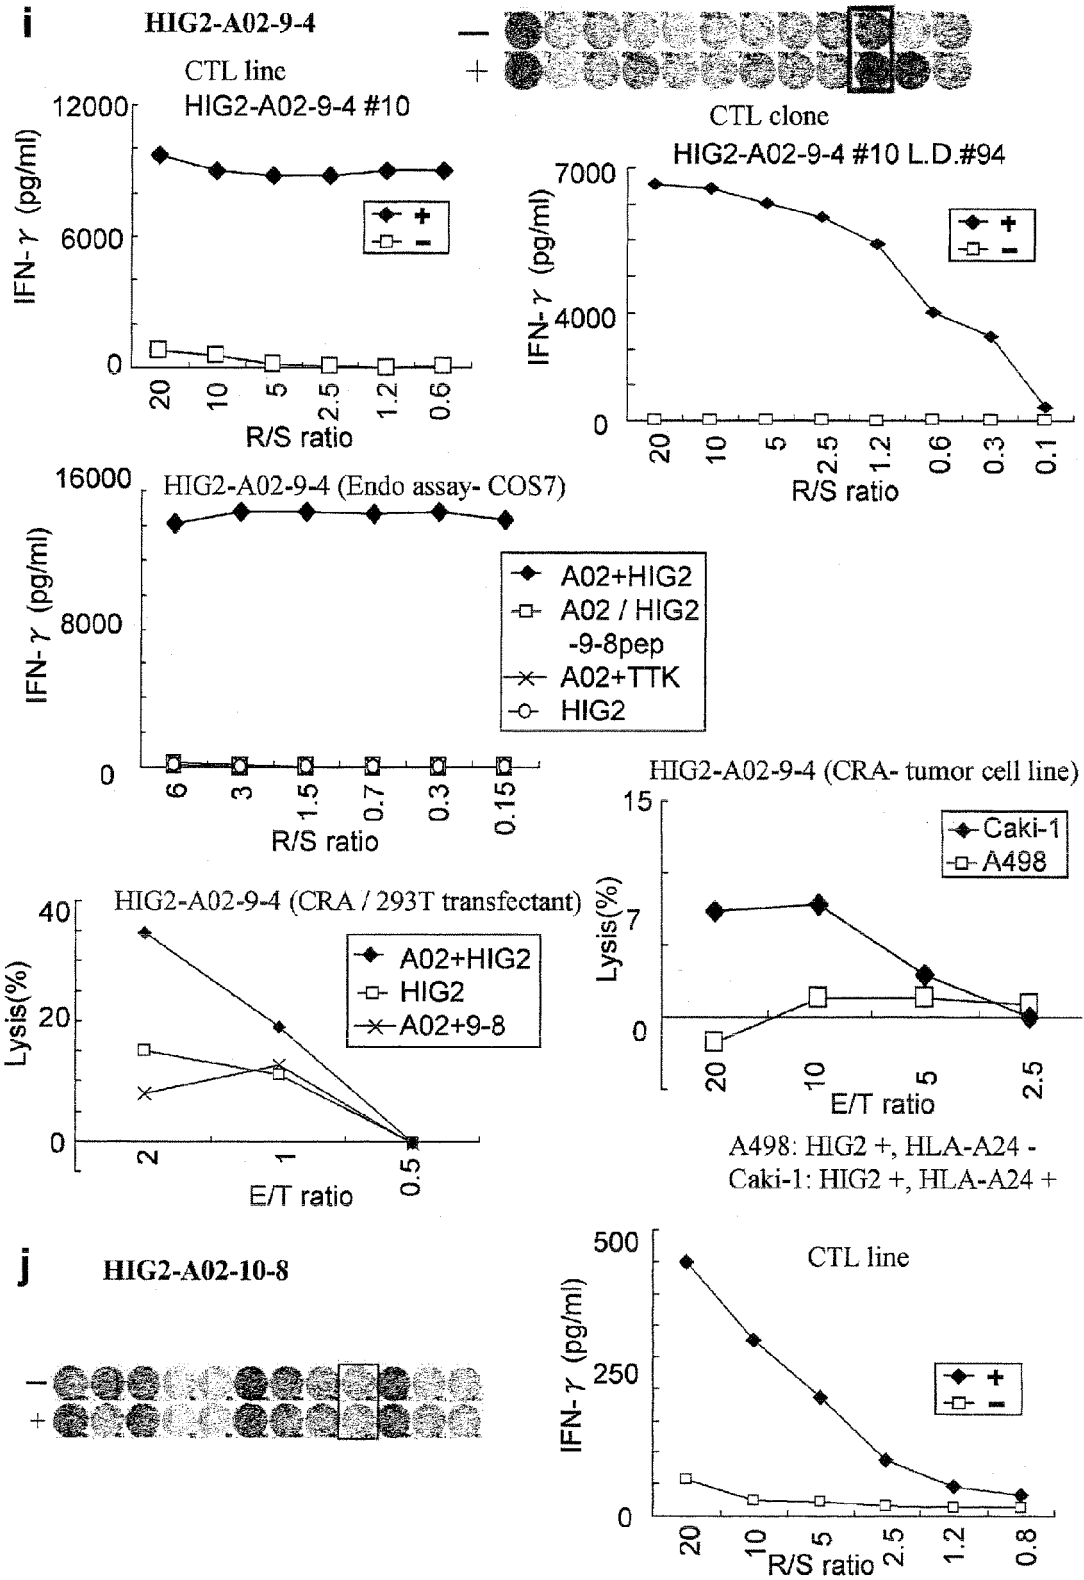 i
HIG2-A02-9-4
−
+
CTL line
HIG2-A02-9-4 #10
12000
6000
0
IFN-γ (pg/ml)
+
−
20 10 5 2.5 1.2 0.6
R/S ratio
CTL clone
HIG2-A02-9-4 #10 L.D.#94
7000
4000
0
IFN-γ (pg/ml)
+
−
20 10 5 2.5 1.2 0.6 0.3 0.1
R/S ratio
HIG2-A02-9-4 (Endo assay- COS7)
16000
8000
0
IFN-γ (pg/ml)
A02+HIG2
A02 / HIG2
-9-8pep
A02+TTK
HIG2
6 3 1.5 0.7 0.3 0.15
R/S ratio
HIG2-A02-9-4 (CRA- tumor cell line)
15
7
0
Lysis(%)
Caki-1
A498
20 10 5 2.5
E/T ratio
A498: HIG2 +, HLA-A24 -
Caki-1: HIG2 +, HLA-A24 +
HIG2-A02-9-4 (CRA / 293T transfectant)
40
20
0
Lysis(%)
A02+HIG2
HIG2
A02+9-8
2 1 0.5
E/T ratio
j
HIG2-A02-10-8
−
+
CTL line
500
250
0
IFN-γ (pg/ml)
+
−
20 10 5 2.5 1.2 0.8
R/S ratio